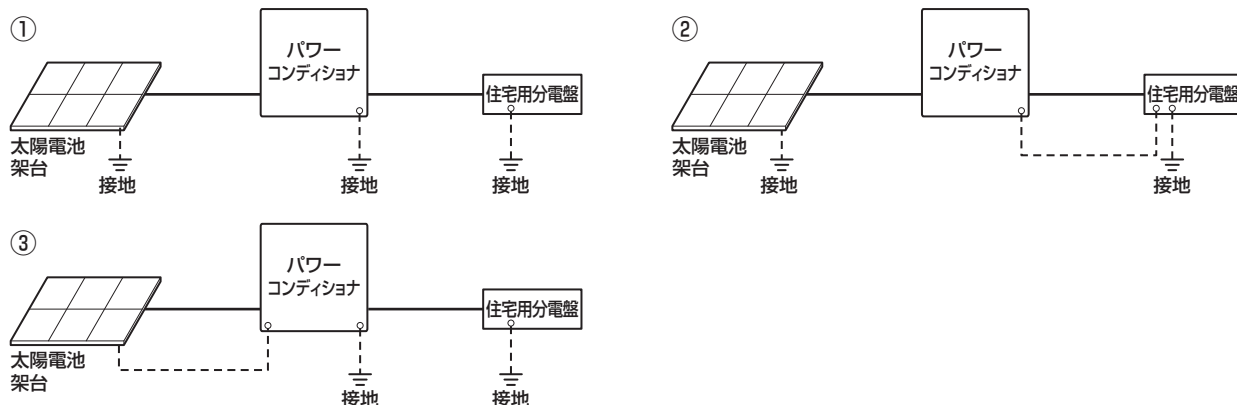 ①
パワー
コンディショナ
住宅用分電盤
太陽電池
架台
接地
接地
接地
②
パワー
コンディショナ
住宅用分電盤
太陽電池
架台
接地
接地
③
パワー
コンディショナ
住宅用分電盤
太陽電池
架台
接地
接地